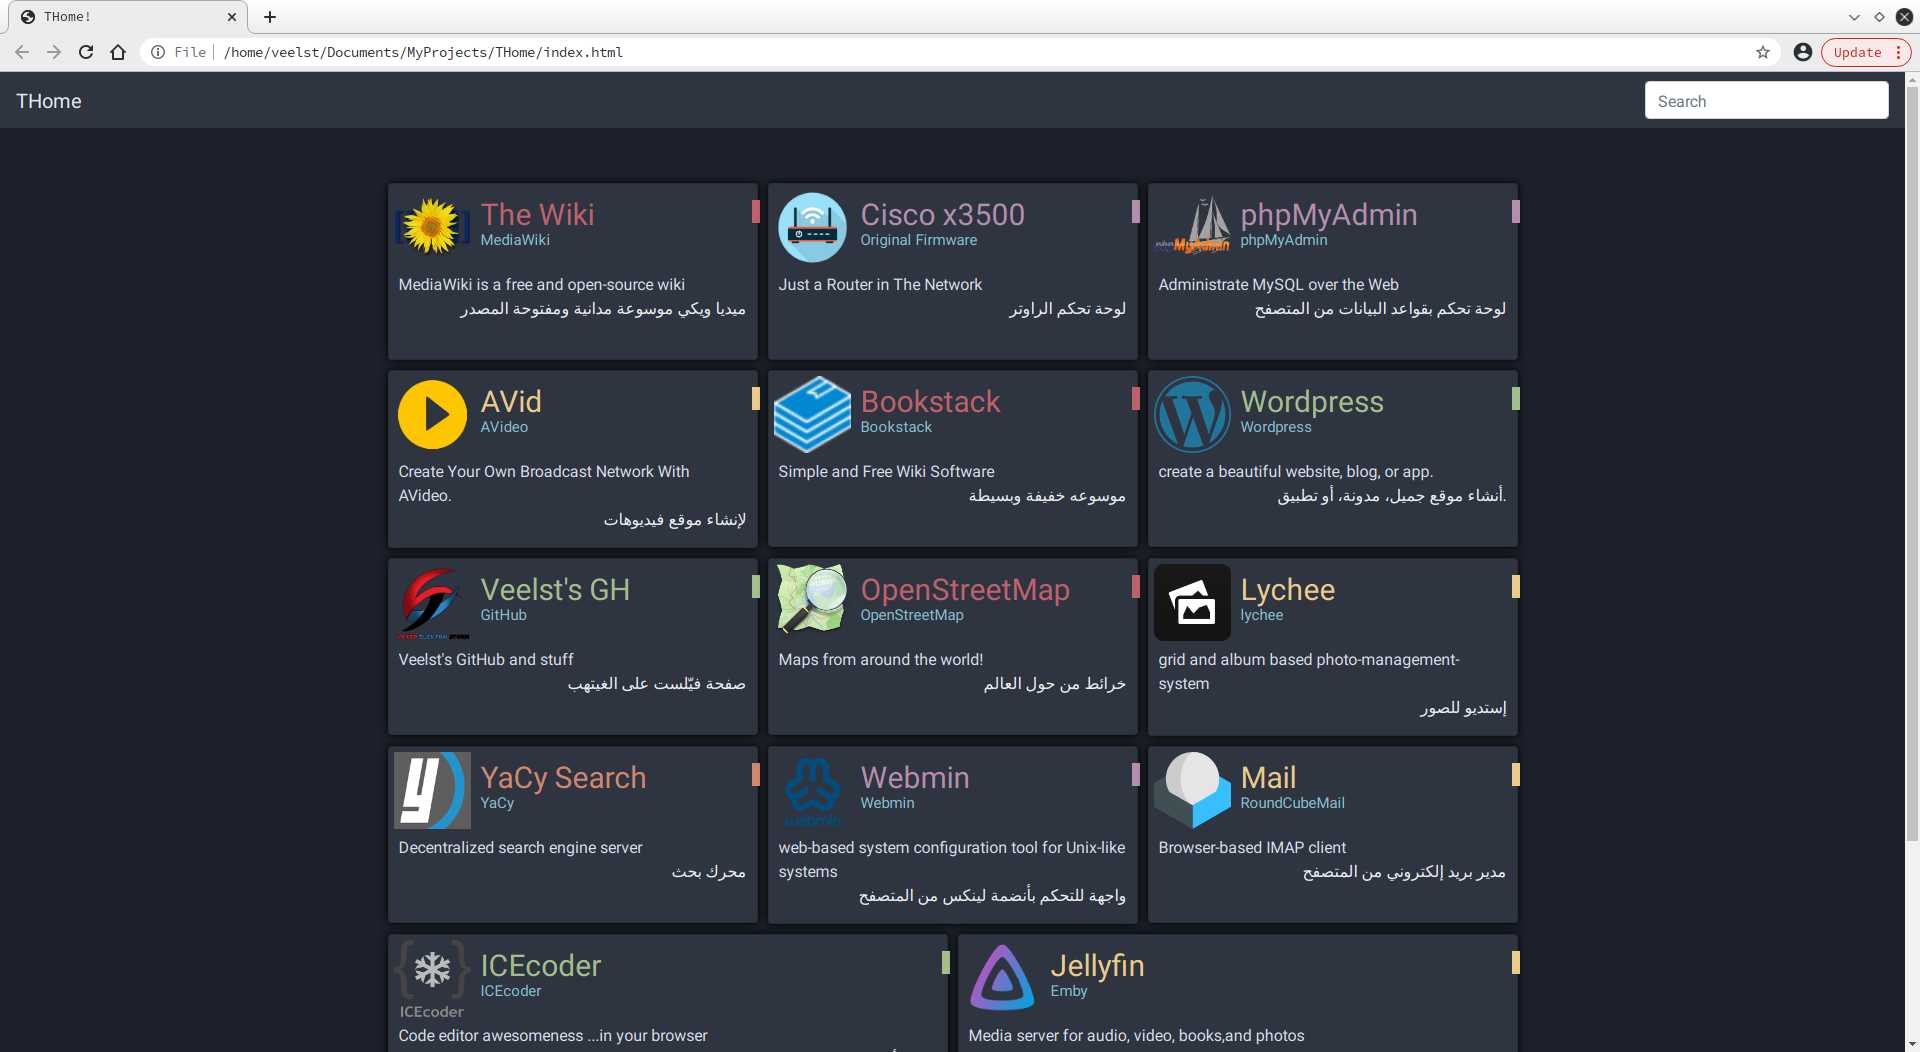 THome!
File
/home/veelst/Documents/MyProjects/THome/index.html
Update
THome
Search
The Wiki
MediaWiki
MediaWiki is a free and open-source wiki
ميديا ويكي موسوعة مدانية ومفتوحة المصدر
Cisco x3500
Original Firmware
Just a Router in The Network
لوحة تحكم الراوتر
phpMyAdmin
phpMyAdmin
Administrate MySQL over the Web
لوحة تحكم بقواعد البيانات من المتصفح
AVid
AVideo
Create Your Own Broadcast Network With
AVideo.
لإنشاء موقع فيديوهات
Bookstack
Bookstack
Simple and Free Wiki Software
موسوعه خفيفة وبسيطة
Wordpress
Wordpress
create a beautiful website, blog, or app.
أنشاء موقع جميل، مدونة، أو تطبيق.
Veelst's GH
GitHub
Veelst's GitHub and stuff
صفحة فيّلست على الغيتهب
OpenStreetMap
OpenStreetMap
Maps from around the world!
خرائط من حول العالم
Lychee
lychee
grid and album based photo-management-
system
إستديو للصور
YaCy Search
YaCy
Decentralized search engine server
محرك بحث
webmin
Webmin
Webmin
web-based system configuration tool for Unix-like
systems
واجهة للتحكم بأنضمة لينكس من المتصفح
Mail
RoundCubeMail
Browser-based IMAP client
مدير بريد إلكتروني من المتصفح
ICEcoder
ICEcoder
ICEcoder
Code editor awesomeness ...in your browser
Jellyfin
Emby
Media server for audio, video, books,and photos